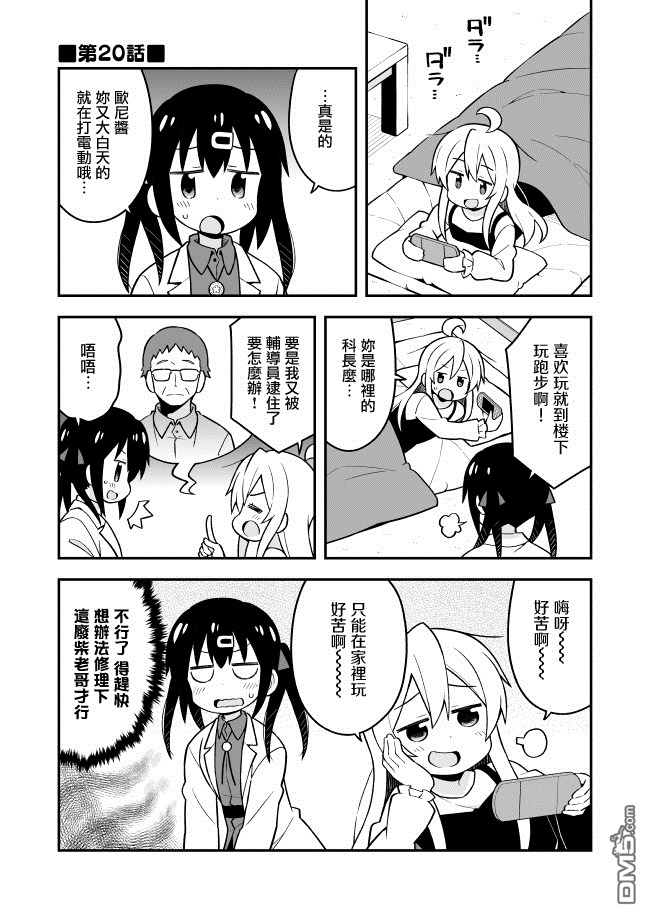 ■第20話■
ダラ…
ダラ…
…真是的
歐尼醬
妳又大白天的
就在打電動哦…
喜欢玩就到楼下
玩跑步啊！
妳是哪裡的
科長麼…
要是我又被
輔導員逮住了
要怎麼辦！
唔唔…
嗨呀〜〜
好苦啊〜〜〜
只能在家裡玩
好苦啊〜〜〜〜
不行了 得趕快
想辦法修理下
這廢柴老哥才行
DM5.com